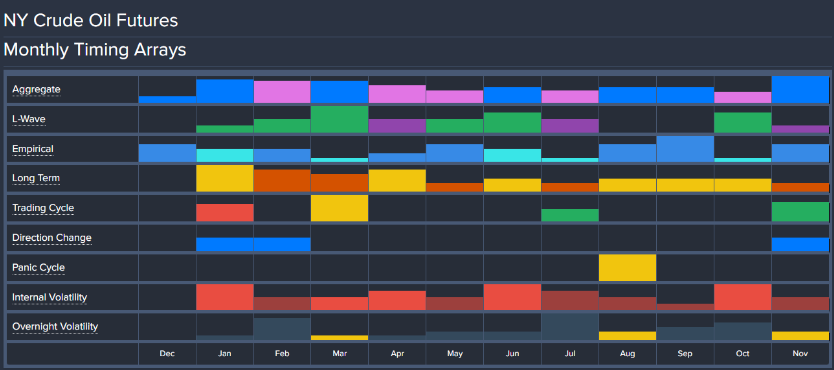 NY Crude Oil Futures
Monthly Timing Arrays
Aggregate
L-Wave
Empirical
Long Term
Trading Cycle
Direction Change
Panic Cycle
Internal Volatility
Overnight Volatility
Dec Jan Feb Mar Apr May Jun Jul Aug Sep Oct Nov